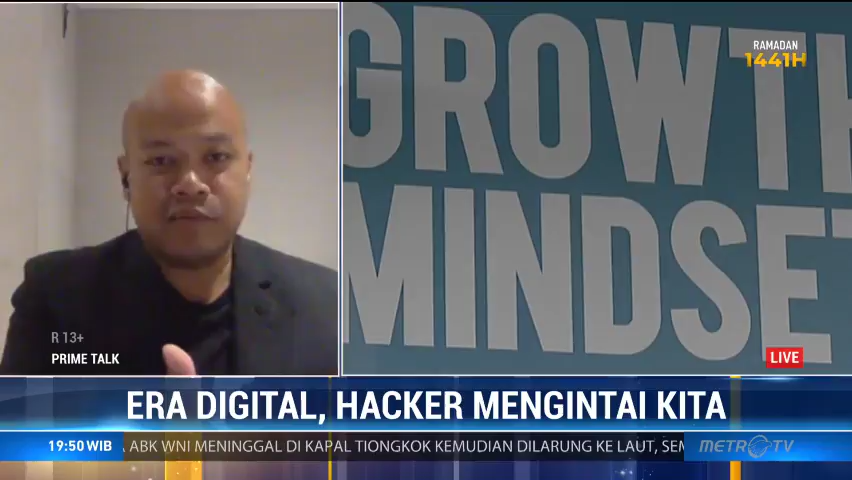 GROWTH
MINDSET
RAMADAN
1441H
R 13+
PRIME TALK
LIVE
ERA DIGITAL, HACKER MENGINTAI KITA
19:50 WIB
ABK WNI MENINGGAL DI KAPAL TIONGKOK KEMUDIAN DILARUNG KE LAUT, SEM
METRO TV